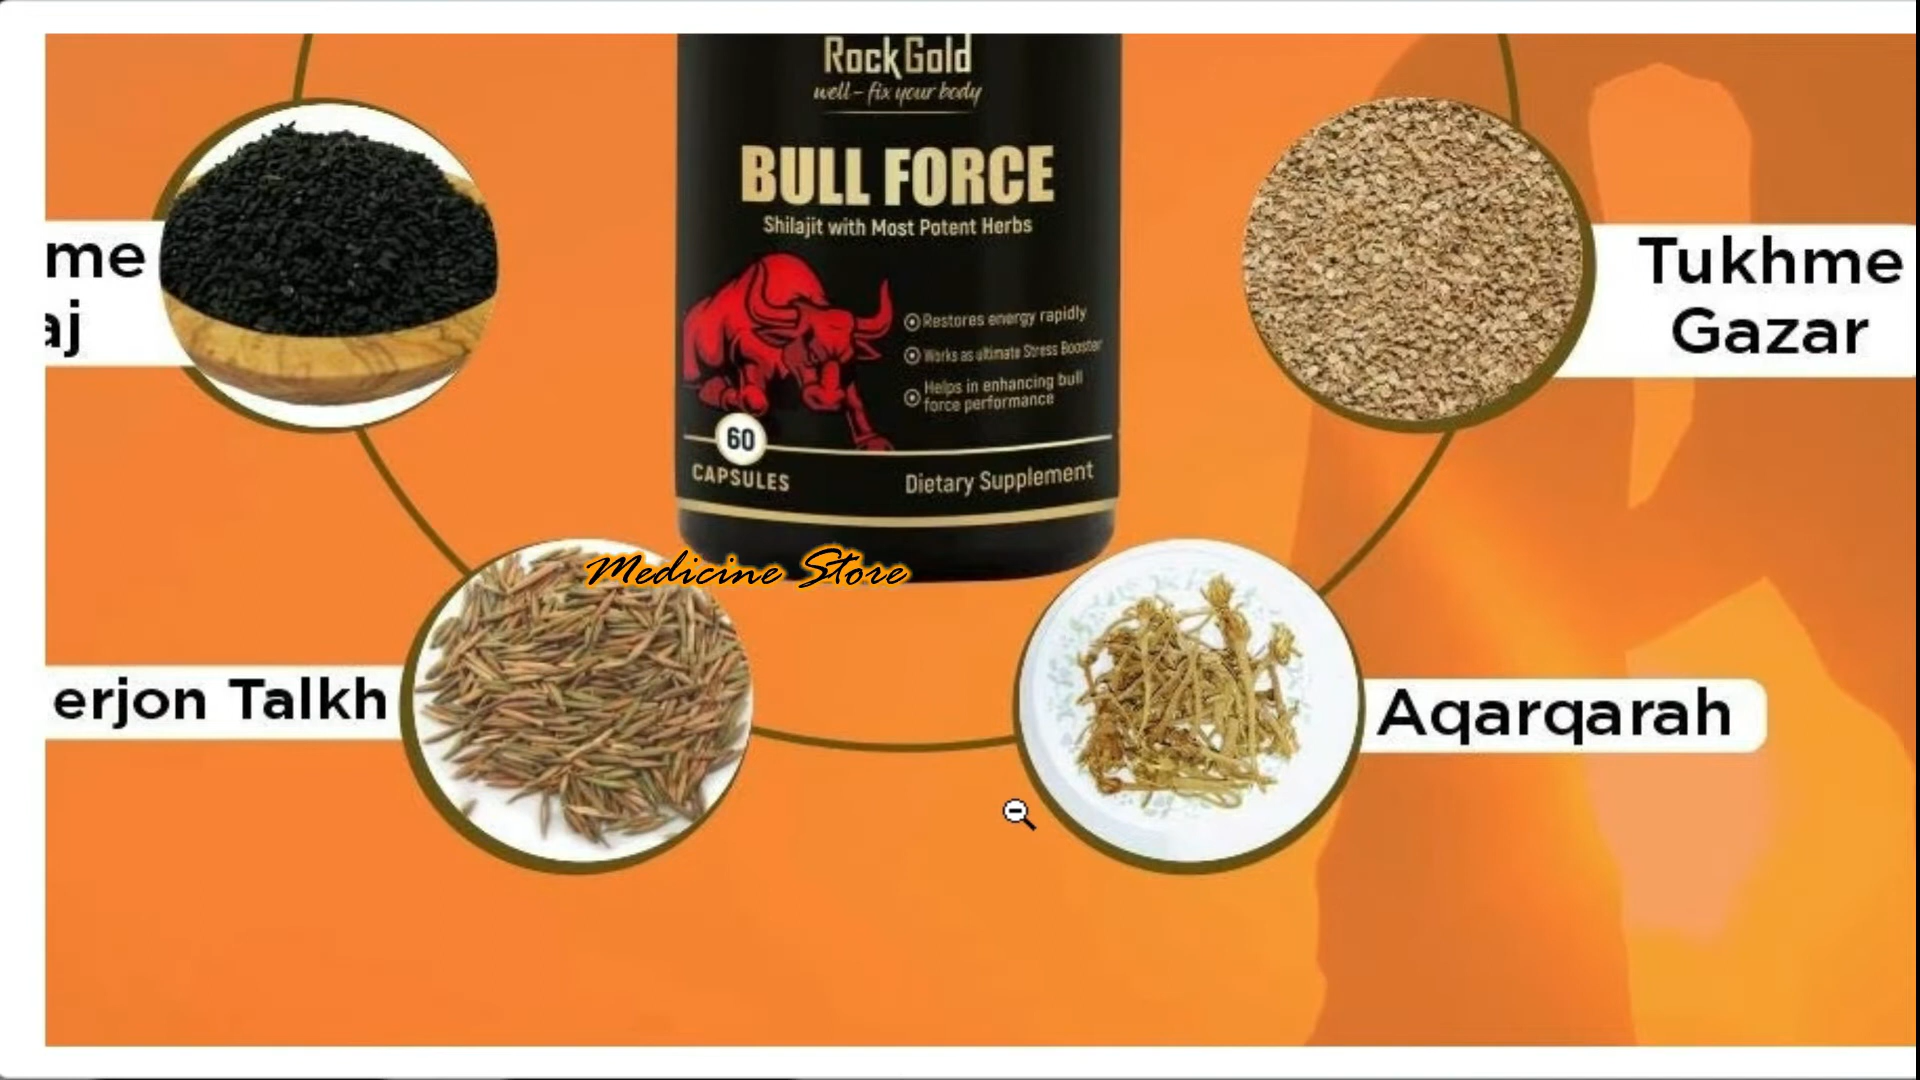 RockGold
well-fix your body
BULL FORCE
Shilajit with Most Potent Herbs
Restores energy rapidly
Works as ultimate Stress Booster
Helps in enhancing bull
force performance
60
CAPSULES
Dietary Supplement
Medicine Store
me
aj
Tukhme
Gazar
erjon Talkh
Aqarqarah